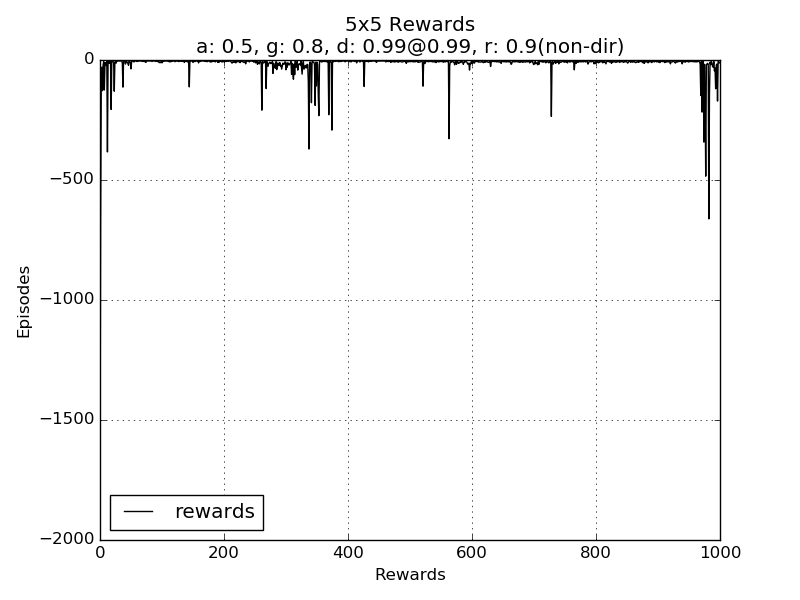 5x5 Rewards
a: 0.5, g: 0.8, d: 0.99@0.99, r: 0.9(non-dir)
0
−500
−1000
−1500
−2000
Episodes
rewards
0 200 400 600 800 1000
Rewards